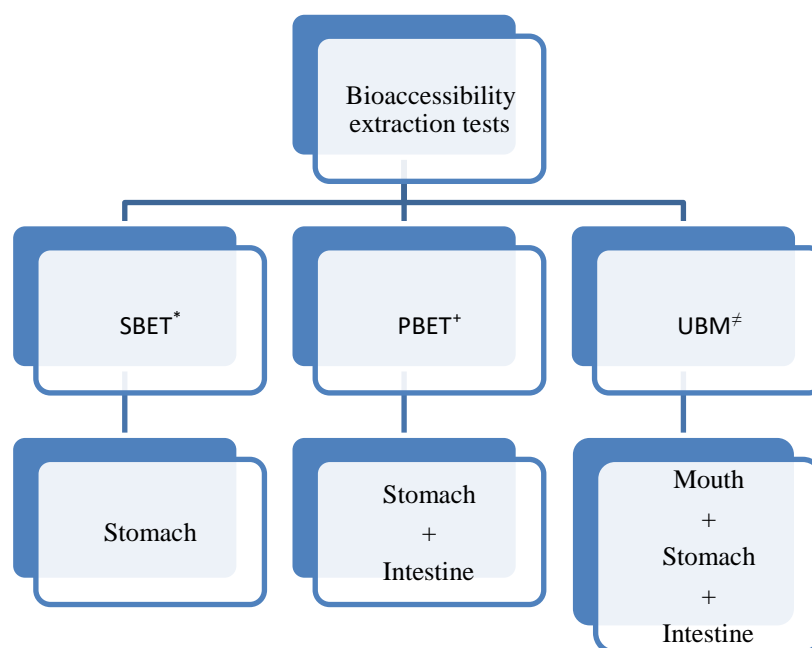 Bioaccessibility
extraction tests
SBET*
PBET+
UBM≠
Stomach
Stomach
+
Intestine
Mouth
+
Stomach
+
Intestine